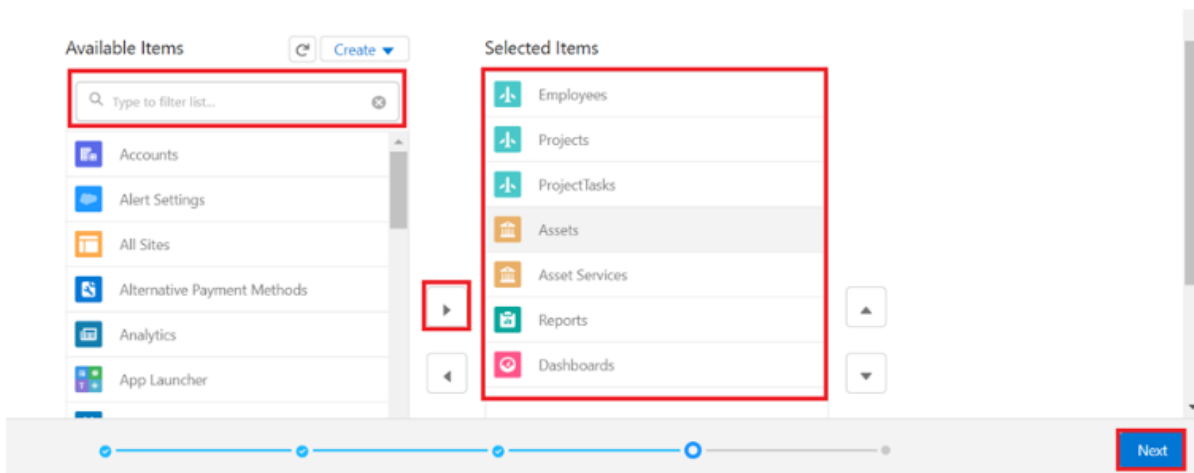 Available Items
Create
Type to filter list...
Accounts
Alert Settings
All Sites
Alternative Payment Methods
Analytics
App Launcher
Selected Items
Employees
Projects
ProjectTasks
Assets
Asset Services
Reports
Dashboards
Next